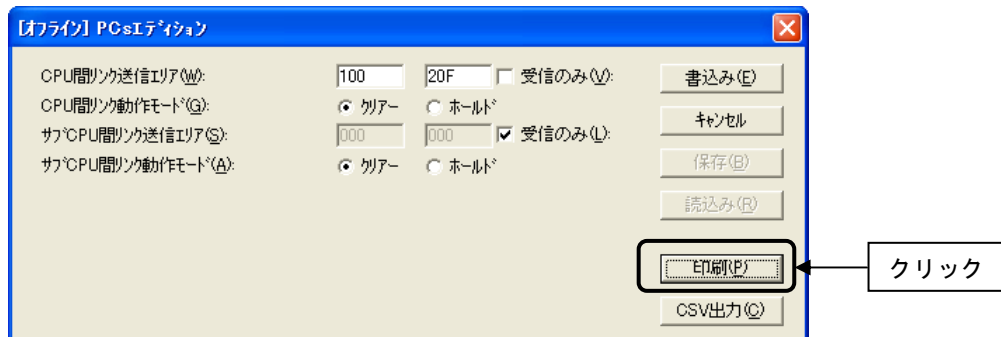 [オフライン] PCsエディション
CPU間リンク送信エリア(W): 100 20F 受信のみ(V): 書込み(E)
CPU間リンク動作モード(G): クリアー ホールド キャンセル
サブCPU間リンク送信エリア(S): 000 000 受信のみ(L):
サブCPU間リンク動作モード(A): クリアー ホールド 保存(B)
読込み(R)
印刷(P) クリック
CSV出力(C)